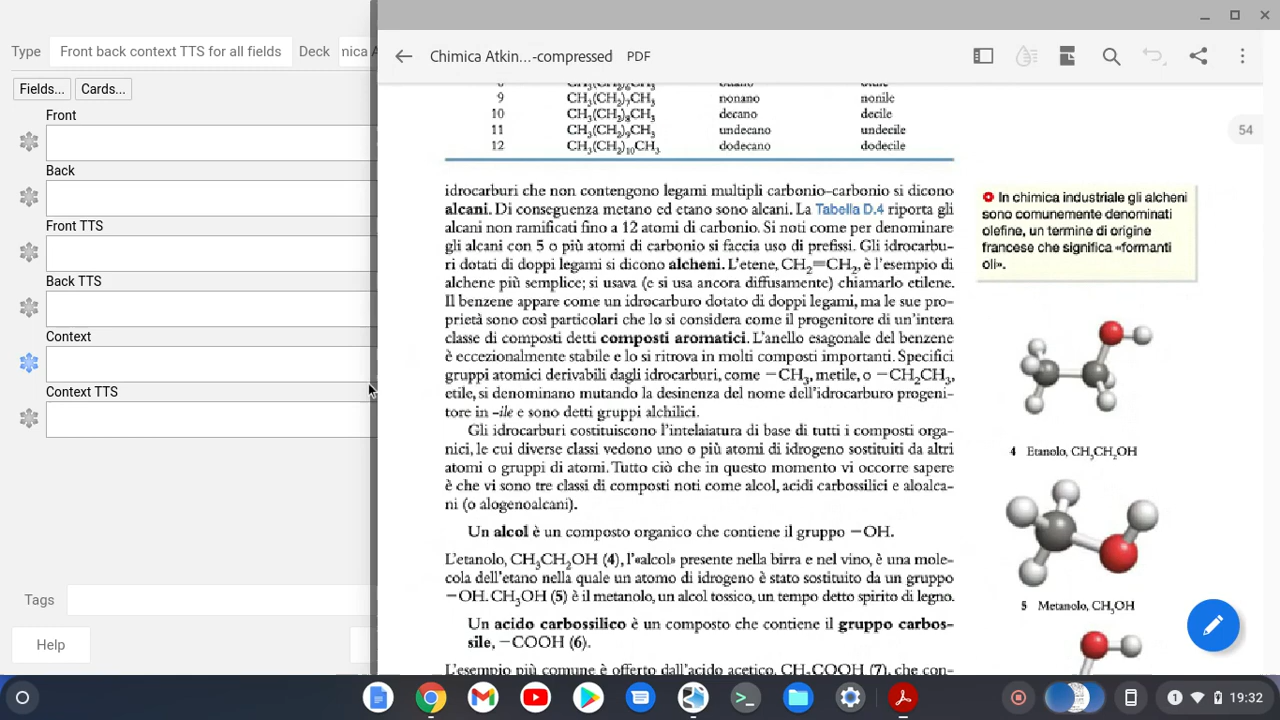 Type Front back context TTS for all fields Deck nica A
Fields... Cards...
Front
Back
Front TTS
Back TTS
Context
Context TTS
Tags
Help
Chimica Atkin...-compressed PDF
54
9 CH₃(CH₂)₇CH₃ nonano nonile
10 CH₃(CH₂)₈CH₃ decano decile
11 CH₃(CH₂)₉CH₃ undecano undecile
12 CH₃(CH₂)₁₀CH₃ dodecano dodecile
idrocarburi che non contengono legami multipli carbonio–carbonio si dicono
alcani. Di conseguenza metano ed etano sono alcani. La Tabella D.4 riporta gli
alcani non ramificati fino a 12 atomi di carbonio. Si noti come per denominare
gli alcani con 5 o più atomi di carbonio si faccia uso di prefissi. Gli idrocarbu-
ri dotati di doppi legami si dicono alcheni. L'etene, CH₂=CH₂, è l'esempio di
alchene più semplice; si usava (e si usa ancora diffusamente) chiamarlo etilene.
Il benzene appare come un idrocarburo dotato di doppi legami, ma le sue pro-
prietà sono così particolari che lo si considera come il progenitore di un'intera
classe di composti detti composti aromatici. L'anello esagonale del benzene
è eccezionalmente stabile e lo si ritrova in molti composti importanti. Specifici
gruppi atomici derivabili dagli idrocarburi, come −CH₃, metile, o −CH₂CH₃,
etile, si denominano mutando la desinenza del nome dell'idrocarburo progeni-
tore in -ile e sono detti gruppi alchilici.
Gli idrocarburi costituiscono l'intelaiatura di base di tutti i composti orga-
nici, le cui diverse classi vedono uno o più atomi di idrogeno sostituiti da altri
atomi o gruppi di atomi. Tutto ciò che in questo momento vi occorre sapere
è che vi sono tre classi di composti noti come alcol, acidi carbossilici e aloalca-
ni (o alogenoalcani).
Un alcol è un composto organico che contiene il gruppo −OH.
L'etanolo, CH₃CH₂OH (4), l'«alcol» presente nella birra e nel vino, è una mole-
cola dell'etano nella quale un atomo di idrogeno è stato sostituito da un gruppo
−OH. CH₃OH (5) è il metanolo, un alcol tossico, un tempo detto spirito di legno.
Un acido carbossilico è un composto che contiene il gruppo carbos-
sile, −COOH (6).
L'esempio più comune è offerto dall'acido acetico, CH₃COOH (7), che con-
In chimica industriale gli alcheni
sono comunemente denominati
olefine, un termine di origine
francese che significa «formanti
oli».
4 Etanolo, CH₃CH₂OH
5 Metanolo, CH₃OH
1 19:32